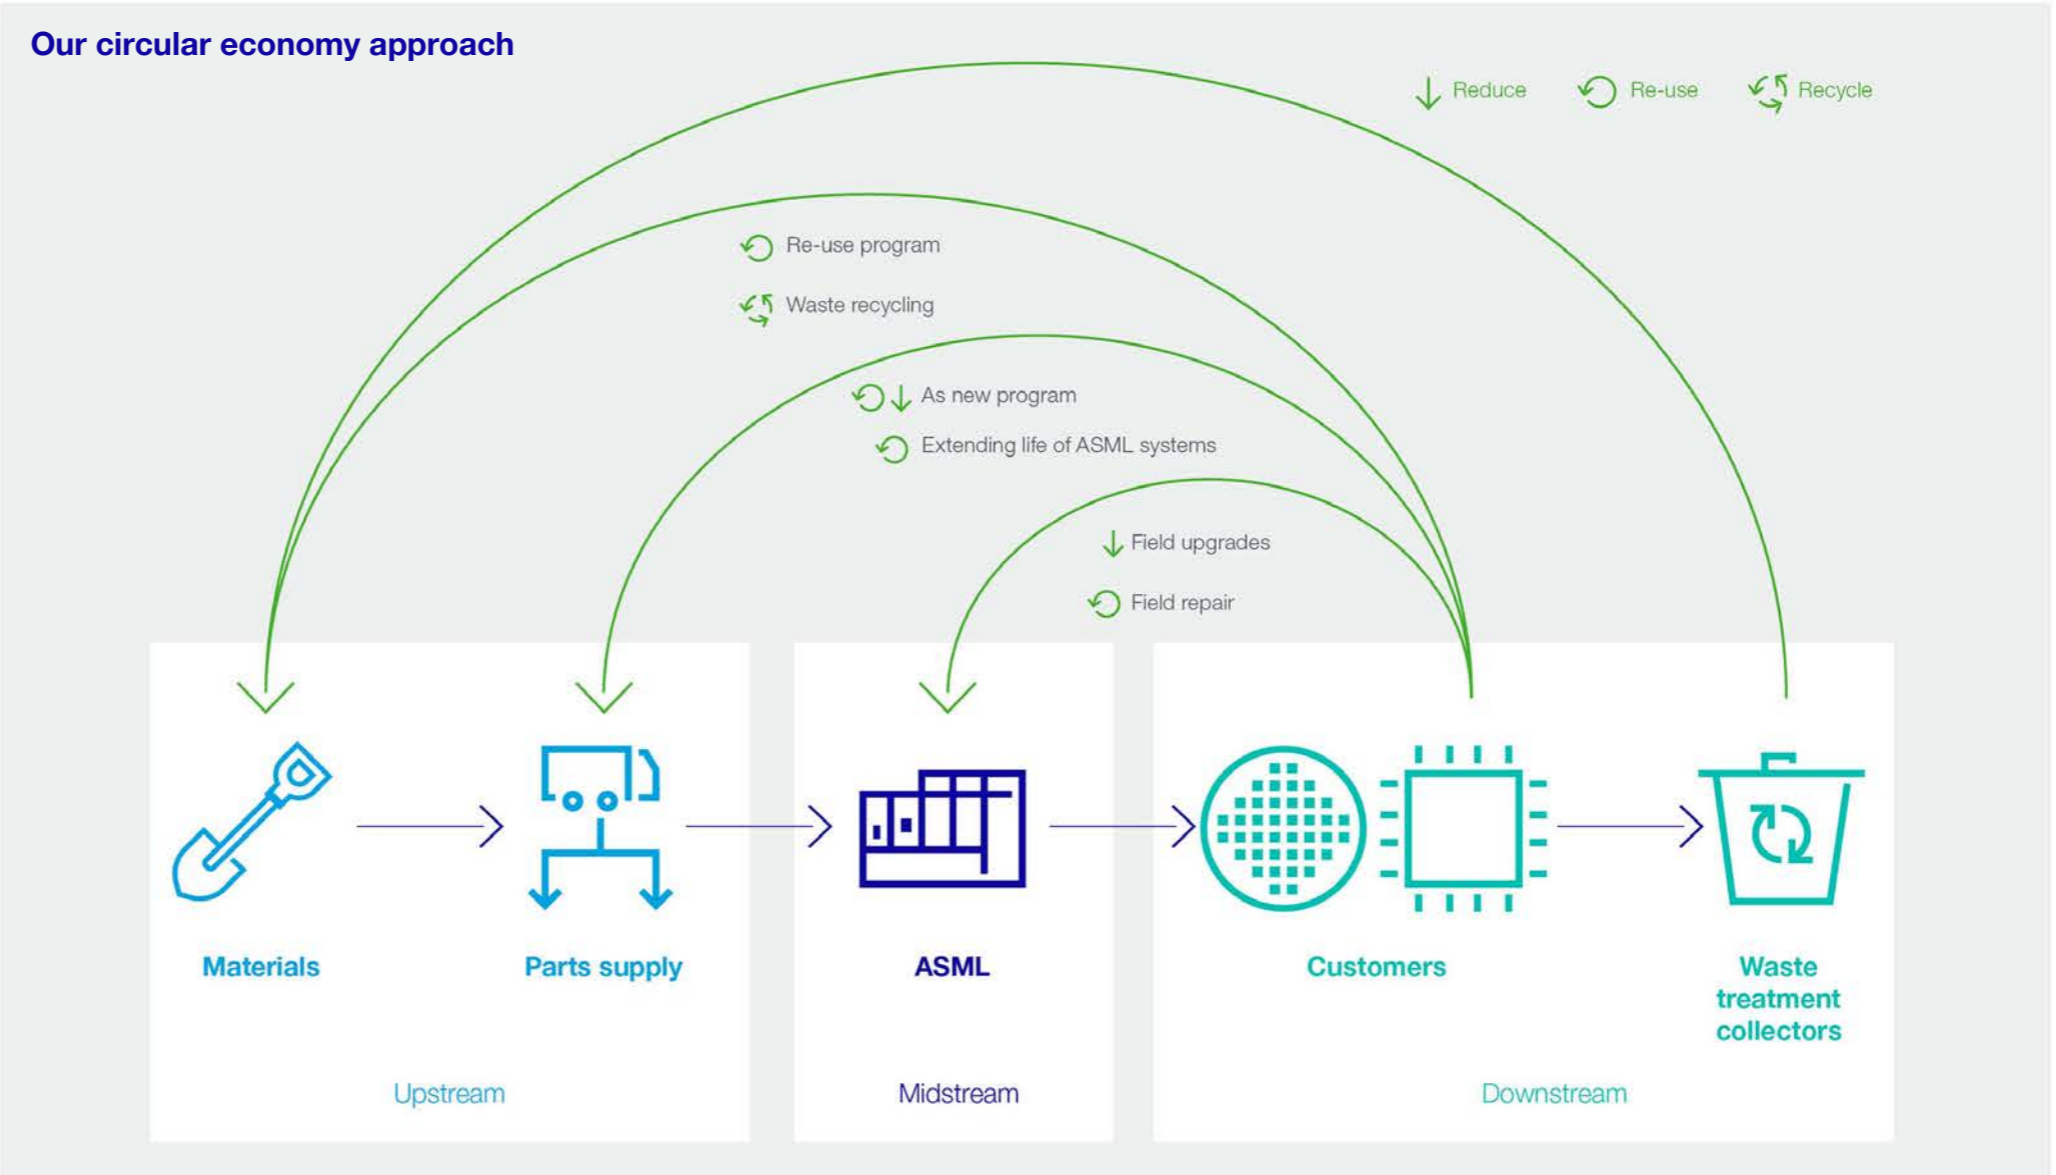 Our circular economy approach
Reduce
Re-use
Recycle
Re-use program
Waste recycling
As new program
Extending life of ASML systems
Field upgrades
Field repair
Materials
Parts supply
ASML
Customers
Waste
treatment
collectors
Upstream
Midstream
Downstream